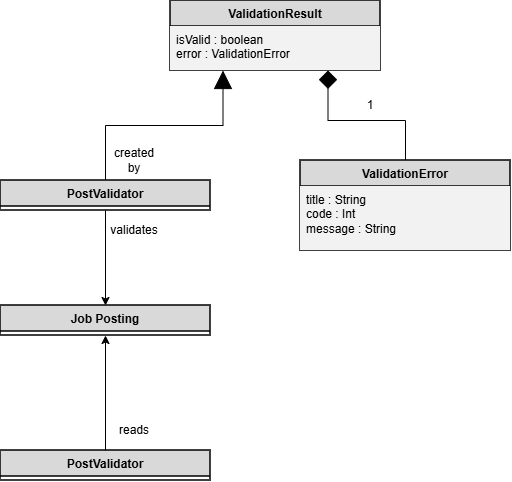 ValidationResult
isValid : boolean
error : ValidationError
1
created
by
ValidationError
title : String
code : Int
message : String
PostValidator
validates
Job Posting
reads
PostValidator